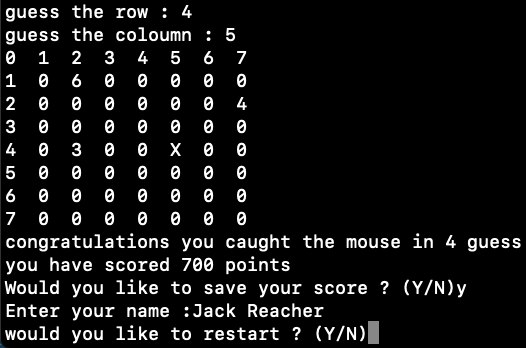 guess the row : 4
guess the coloumn : 5
0  1  2  3  4  5  6  7
1  0  6  0  0  0  0  0
2  0  0  0  0  0  0  4
3  0  0  0  0  0  0  0
4  0  3  0  0  X  0  0
5  0  0  0  0  0  0  0
6  0  0  0  0  0  0  0
7  0  0  0  0  0  0  0
congratulations you caught the mouse in 4 guess
you have scored 700 points
Would you like to save your score ? (Y/N)y
Enter your name :Jack Reacher
would you like to restart ? (Y/N)